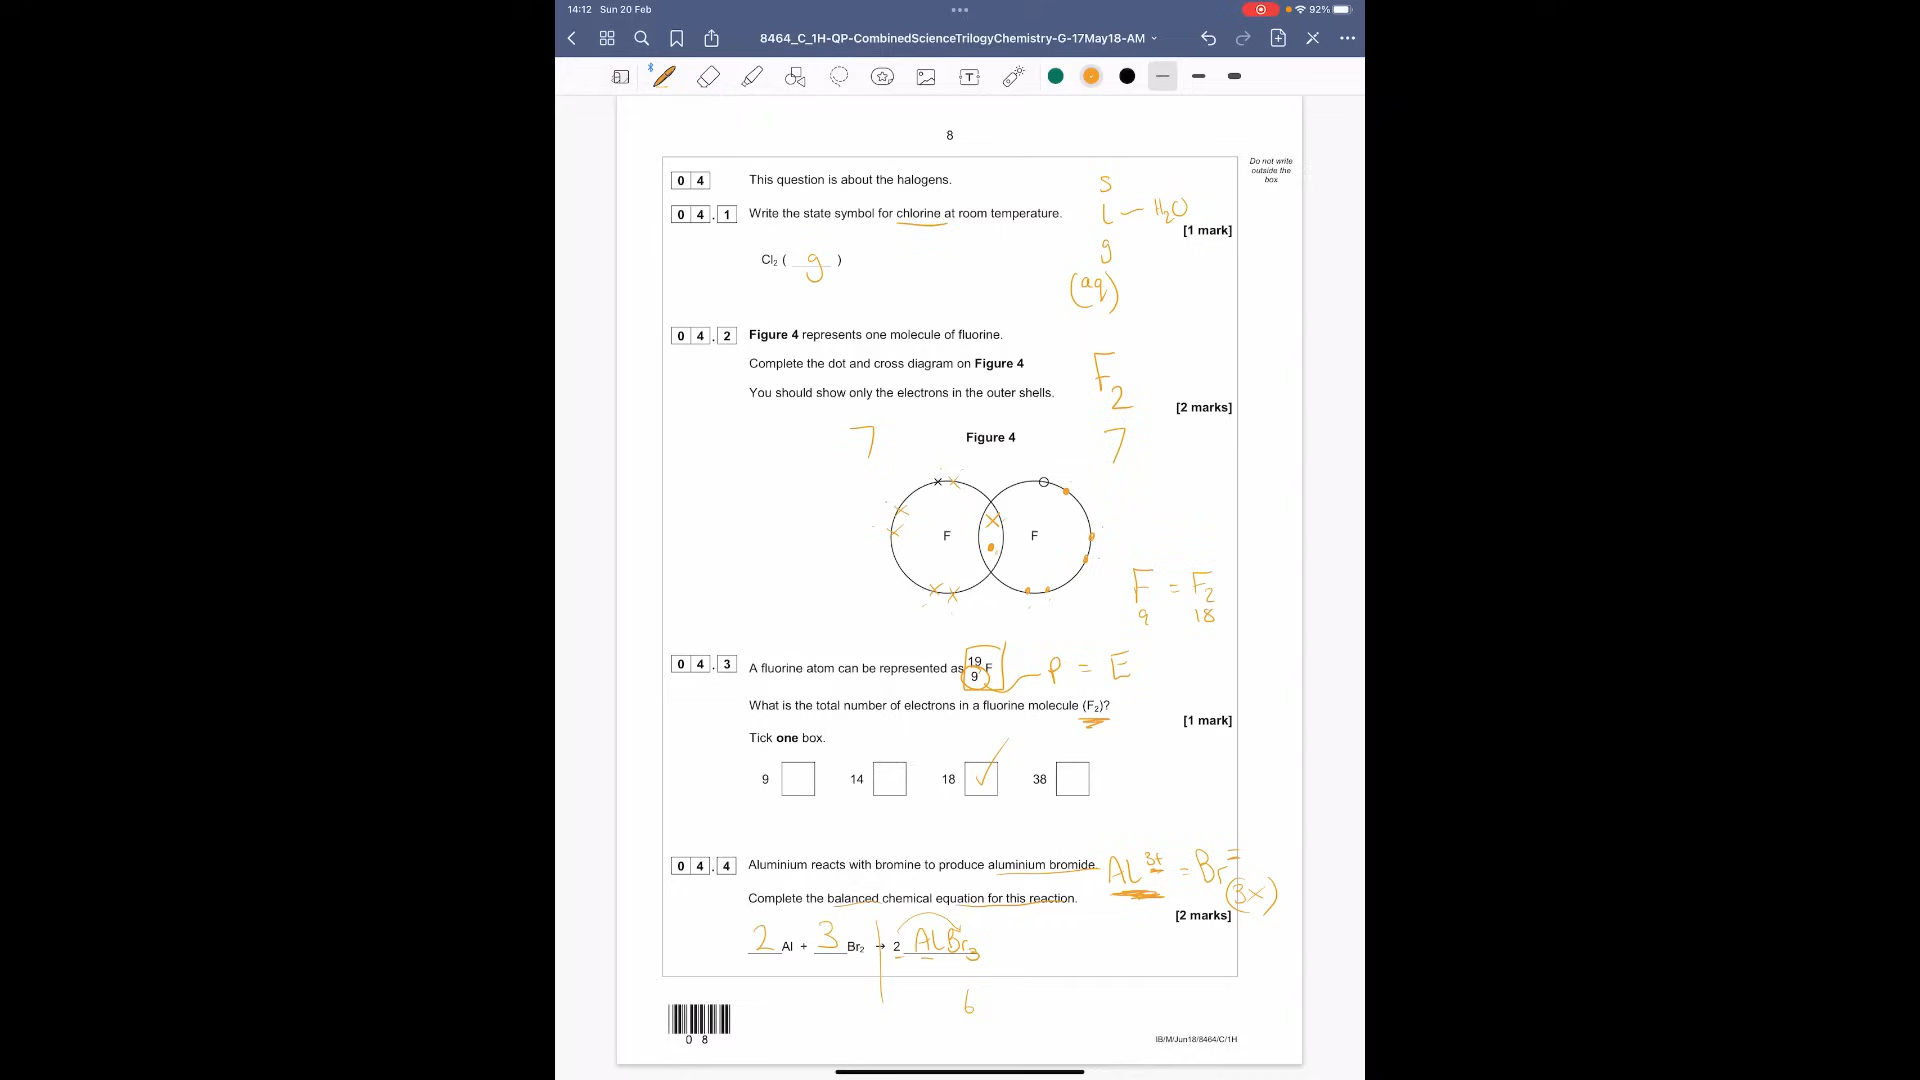 14:12 Sun 20 Feb
92%
8464_C_1H-QP-CombinedScienceTrilogyChemistry-G-17May18-AM
T
8
Do not write
outside the
box
0 4 This question is about the halogens.
s
0 4 . 1 Write the state symbol for chlorine at room temperature.
l – H₂O
[1 mark]
g
Cl₂ ( g )
(aq)
0 4 . 2 Figure 4 represents one molecule of fluorine.
Complete the dot and cross diagram on Figure 4
F₂
You should show only the electrons in the outer shells.
[2 marks]
7 Figure 4 7
F F
F = F₂
9 18
0 4 . 3 A fluorine atom can be represented as 19 9 F
P = E
What is the total number of electrons in a fluorine molecule (F₂)?
[1 mark]
Tick one box.
9 14 18 ✓ 38
0 4 . 4 Aluminium reacts with bromine to produce aluminium bromide.
AL³⁺ = Br⁻
(3x)
Complete the balanced chemical equation for this reaction.
[2 marks]
2 Al + 3 Br₂ → 2 ALBr₃
6
0 8
IB/M/Jun18/8464/C/1H